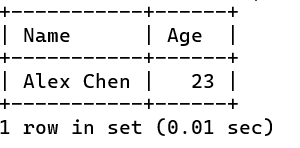 +-----------+------+
| Name      | Age  |
+-----------+------+
| Alex Chen |   23 |
+-----------+------+
1 row in set (0.01 sec)